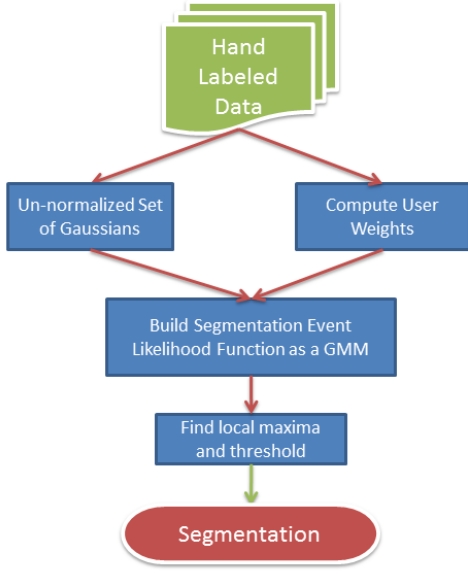 Hand
Labeled
Data
Un-normalized Set
of Gaussians
Compute User
Weights
Build Segmentation Event
Likelihood Function as a GMM
Find local maxima
and threshold
Segmentation